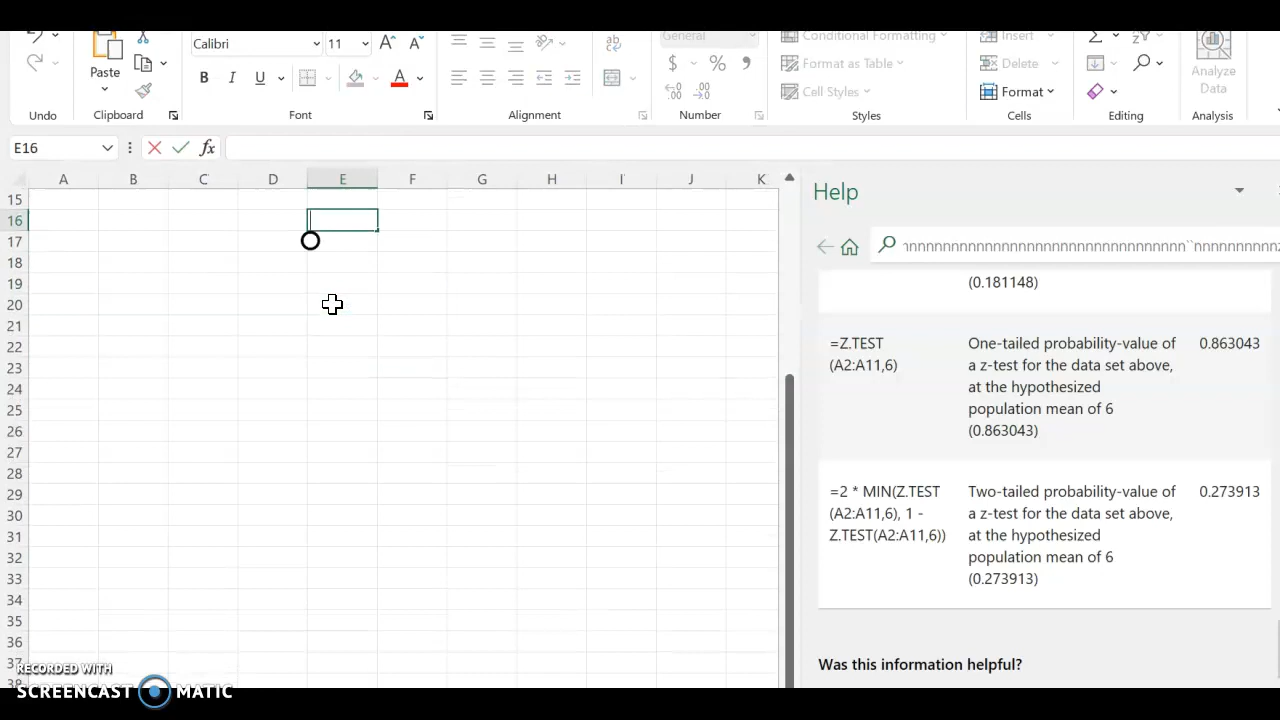 Calibri 11
General
Conditional Formatting
Insert
Paste
B I U A $ % ,
Format as Table
Delete
Analyze
Data
Cell Styles
Format
Undo Clipboard Font Alignment Number Styles Cells Editing Analysis
E16 fx
A B C D E F G H I J K
Help
15
16
17
18
19
20
21
22
23
24
25
26
27
28
29
30
31
32
33
34
35
36
37
(0.181148)
=Z.TEST
(A2:A11,6)
One-tailed probability-value of
a z-test for the data set above,
at the hypothesized
population mean of 6
(0.863043)
0.863043
=2 * MIN(Z.TEST
(A2:A11,6), 1 -
Z.TEST(A2:A11,6))
Two-tailed probability-value of
a z-test for the data set above,
at the hypothesized
population mean of 6
(0.273913)
0.273913
Was this information helpful?
RECORDED WITH
SCREENCAST MATIC